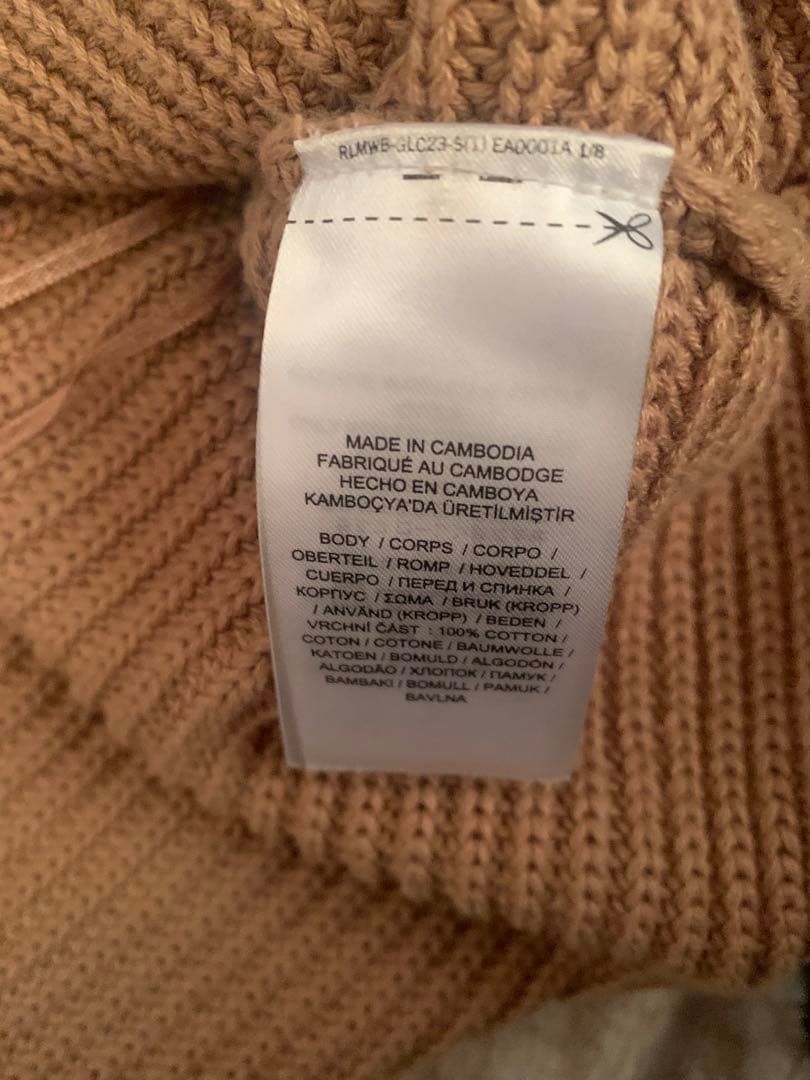 RLMWB-GLC23-S(1) EA0001A 1/8
MADE IN CAMBODIA
FABRIQUÉ AU CAMBODGE
HECHO EN CAMBOYA
KAMBOÇYA'DA ÜRETİLMİŞTİR
BODY / CORPS / CORPO /
OBERTEIL / ROMP / HOVEDDEL /
CUERPO / ПЕРЕД И СПИНКА /
КОРПУС / ΣΩΜΑ / BRUK (KROPP)
/ ANVÄND (KROPP) / BEDEN /
VRCHNÍ ČÁST : 100% COTTON /
COTON / COTONE / BAUMWOLLE /
KATOEN / BOMULD / ALGODÓN /
ALGODÃO / ХЛОПОК / ПАМУК /
BAMBAKI / BOMULL / PAMUK /
BAVLNA